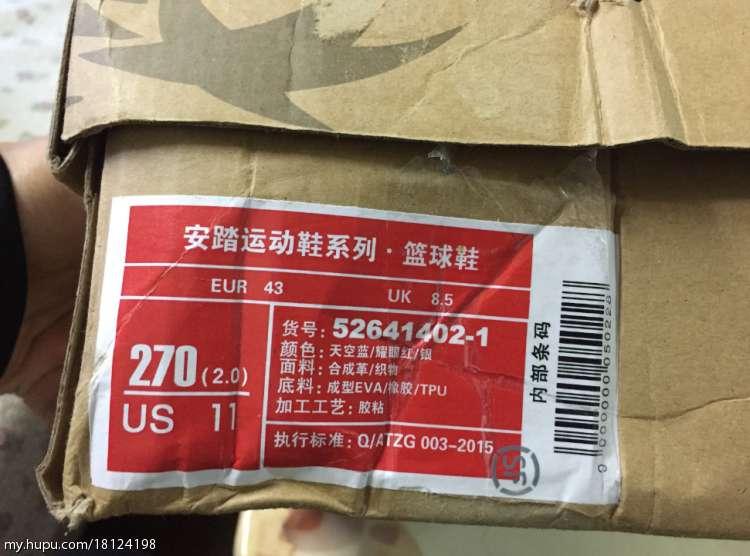 安踏运动鞋系列·篮球鞋
EUR 43 UK 8.5
270(2.0)
US 11
货号: 52641402-1
颜色: 天空蓝/耀眼红/银
面料: 合成革/织物
底料: 成型EVA/橡胶/TPU
加工工艺: 胶粘
执行标准: Q/ATZG 003-2015
内部条码
9000000050228
my.hupu.com/18124198